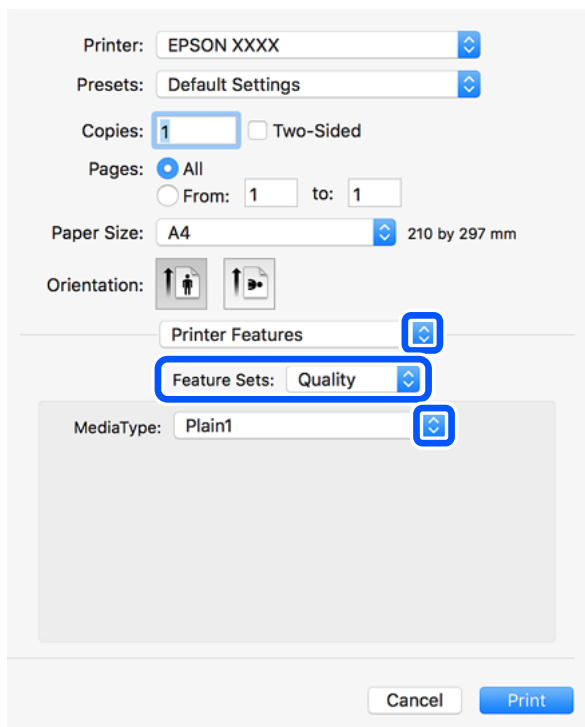 Printer: EPSON XXXX
Presets: Default Settings
Copies: 1 Two-Sided
Pages: All
From: 1 to: 1
Paper Size: A4 210 by 297 mm
Orientation:
Printer Features
Feature Sets: Quality
MediaType: Plain1
Cancel Print